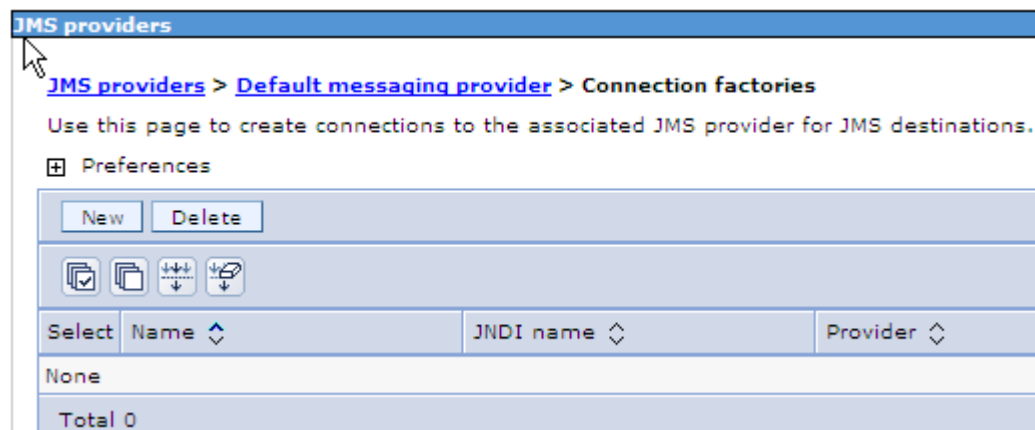 JMS providers
JMS providers > Default messaging provider > Connection factories
Use this page to create connections to the associated JMS provider for JMS destinations.
Preferences
New Delete
Select Name JNDI name Provider
None
Total 0